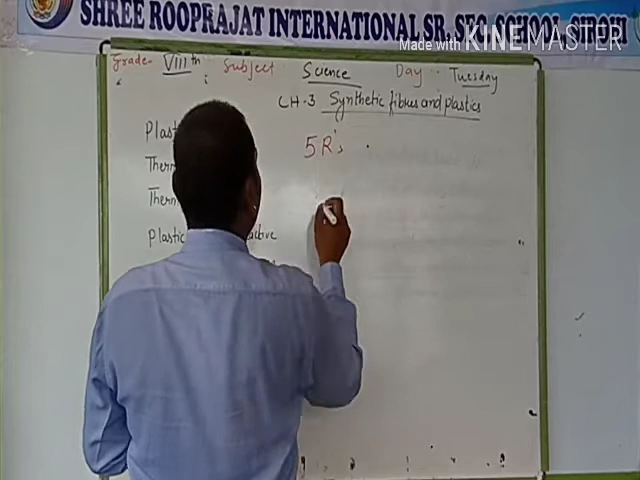 SHREE ROOPRAJAT INTERNATIONAL SR. SEC. SCHOOL, SIROHI
Made with KINEMASTER
Grade- VIIIth Subject Science Day. Tuesday
CH-3 Synthetic fibres and plastics
5R's
Plastic